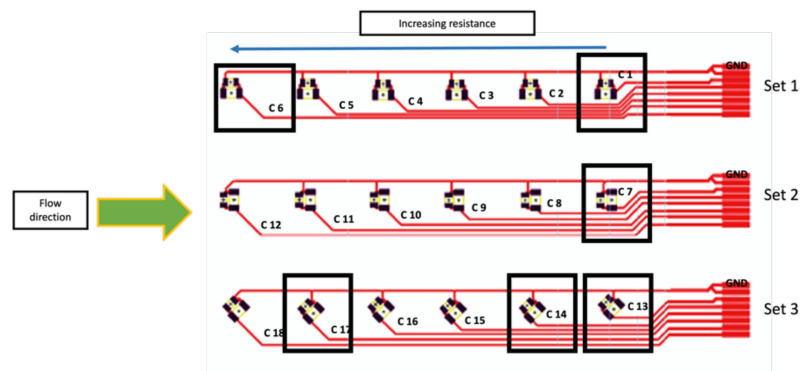 Increasing resistance
GND
C 1
C 2
C 3
C 4
C 5
C 6
Set 1
Flow
direction
GND
C 7
C 8
C 9
C 10
C 11
C 12
Set 2
GND
C 13
C 14
C 15
C 16
C 17
C 18
Set 3